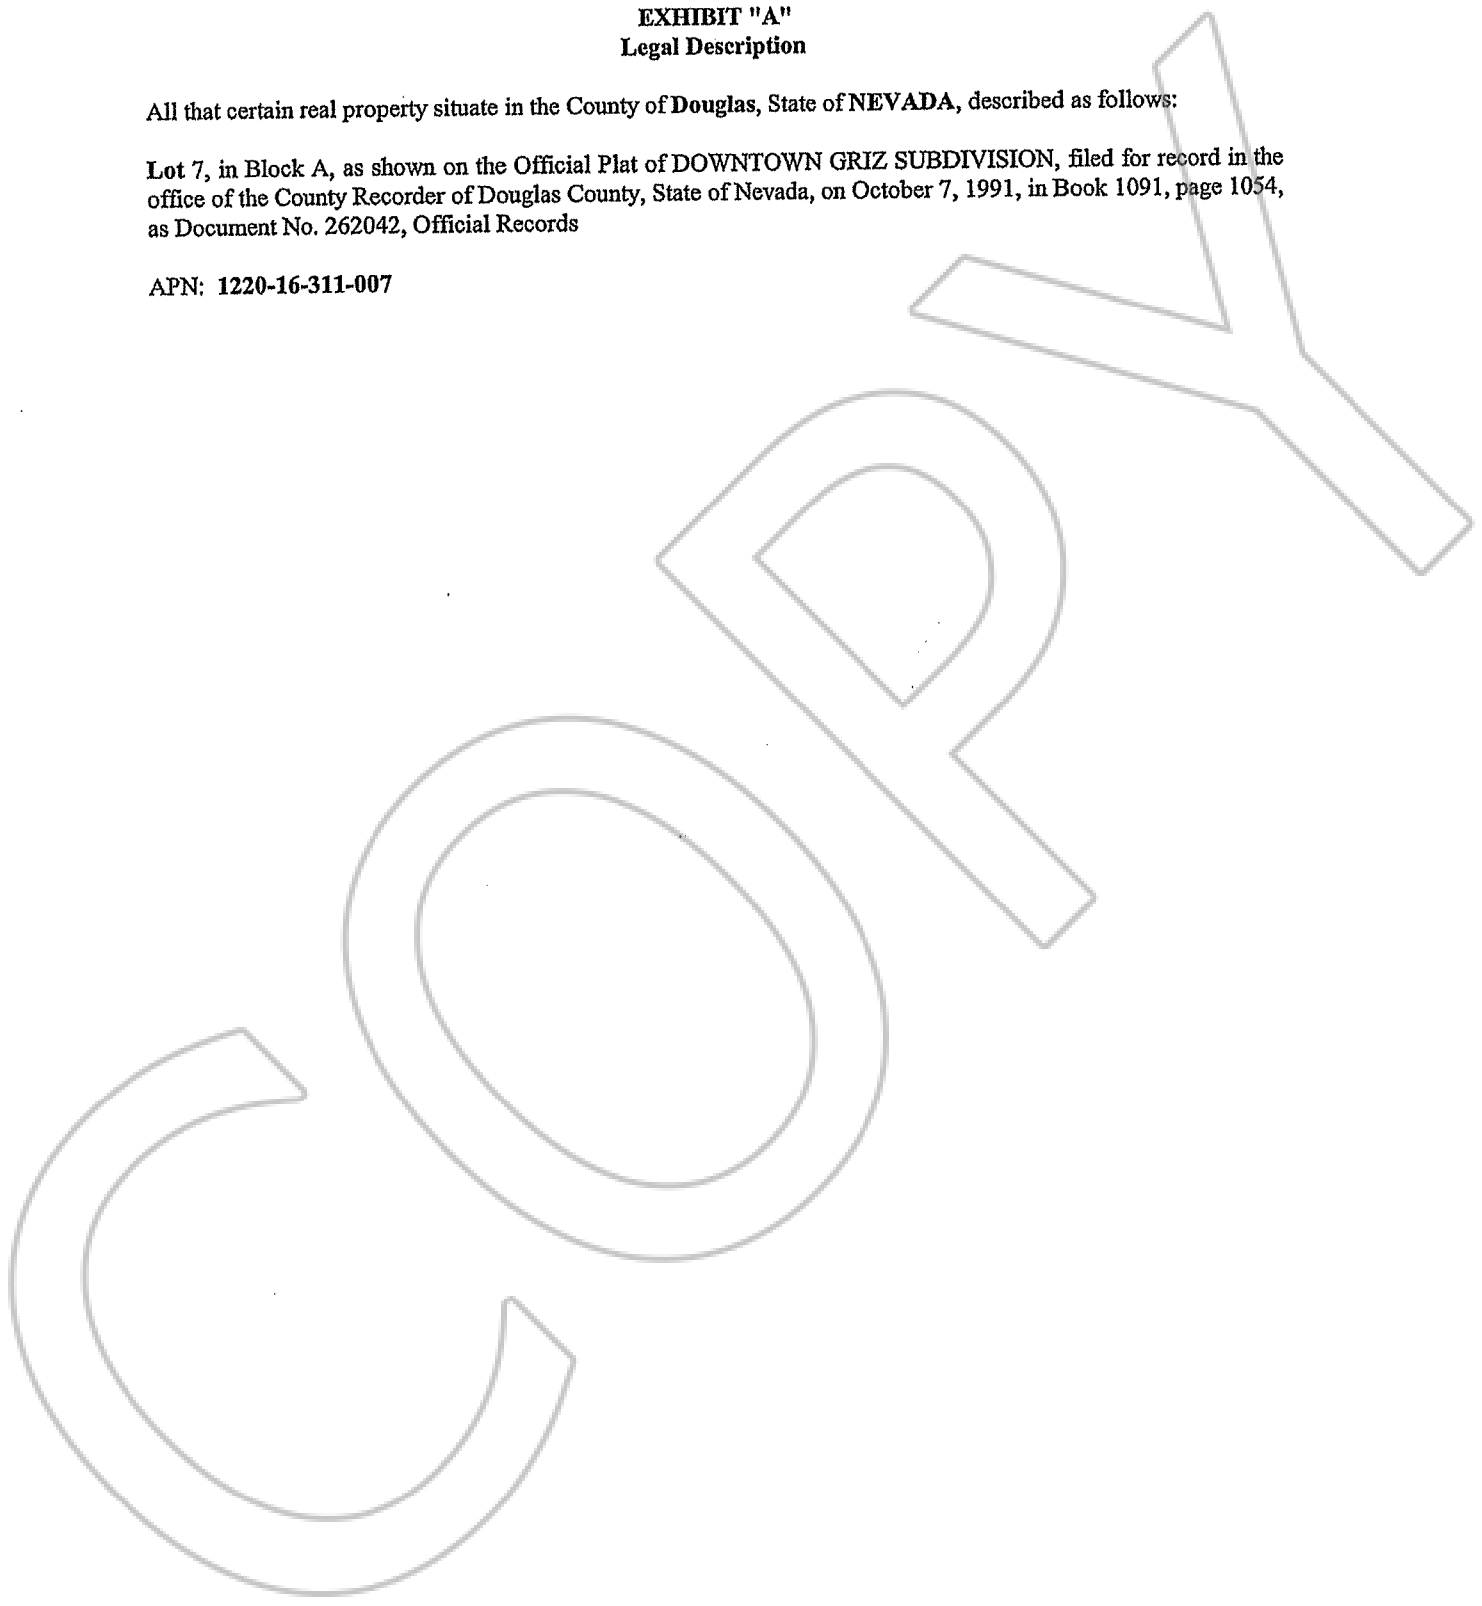 EXHIBIT "A"
Legal Description
All that certain real property situate in the County of Douglas, State of NEVADA, described as follows:
Lot 7, in Block A, as shown on the Official Plat of DOWNTOWN GRIZ SUBDIVISION, filed for record in the
office of the County Recorder of Douglas County, State of Nevada, on October 7, 1991, in Book 1091, page 1054,
as Document No. 262042, Official Records
APN: 1220-16-311-007
COPY